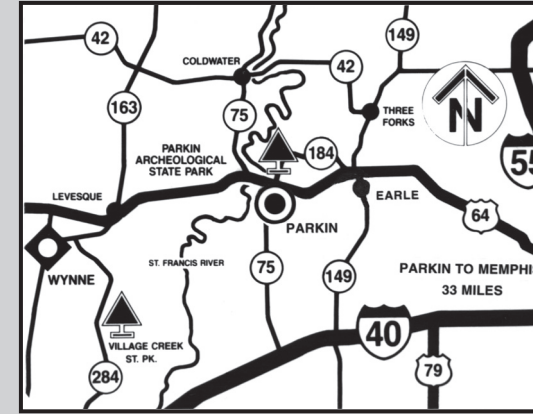 149
42
COLDWATER
42
163
75
THREE
FORKS
N
PARKIN
ARCHEOLOGICAL
STATE PARK
184
55
LEVESQUE
EARLE
64
PARKIN
WYNNE
ST. FRANCIS RIVER
75
149
PARKIN TO MEMPHI
33 MILES
40
VILLAGE CREEK
ST. PK.
79
284